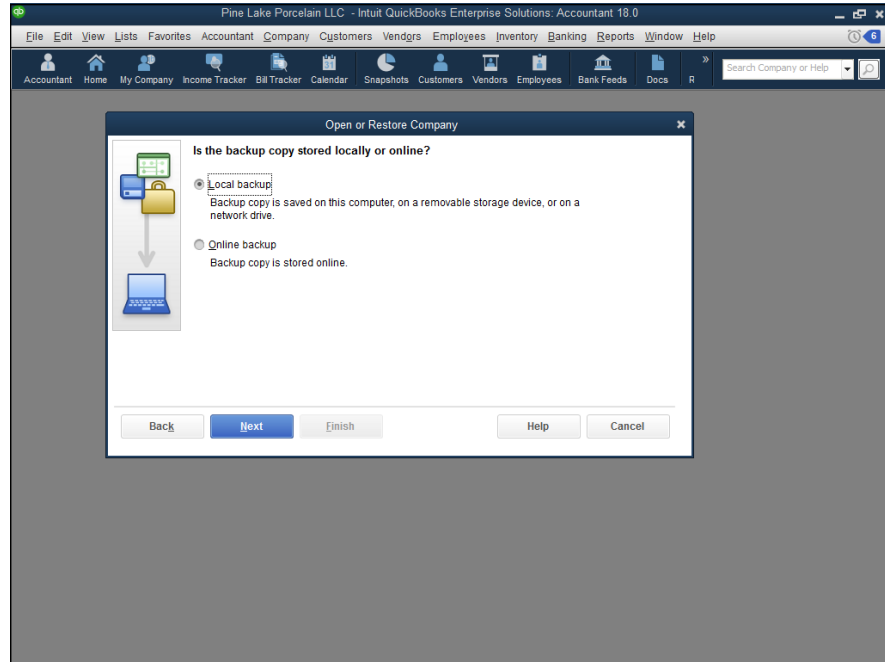 qb
Pine Lake Porcelain LLC - Intuit QuickBooks Enterprise Solutions: Accountant 18.0
File Edit View Lists Favorites Accountant Company Customers Vendors Employees Inventory Banking Reports Window Help 6
Accountant Home My Company Income Tracker Bill Tracker 31 Calendar Snapshots Customers Vendors Employees Bank Feeds Docs R » Search Company or Help
Open or Restore Company
Is the backup copy stored locally or online?
Local backup
Backup copy is saved on this computer, on a removable storage device, or on a
network drive.
Online backup
Backup copy is stored online.
Back Next Finish Help Cancel